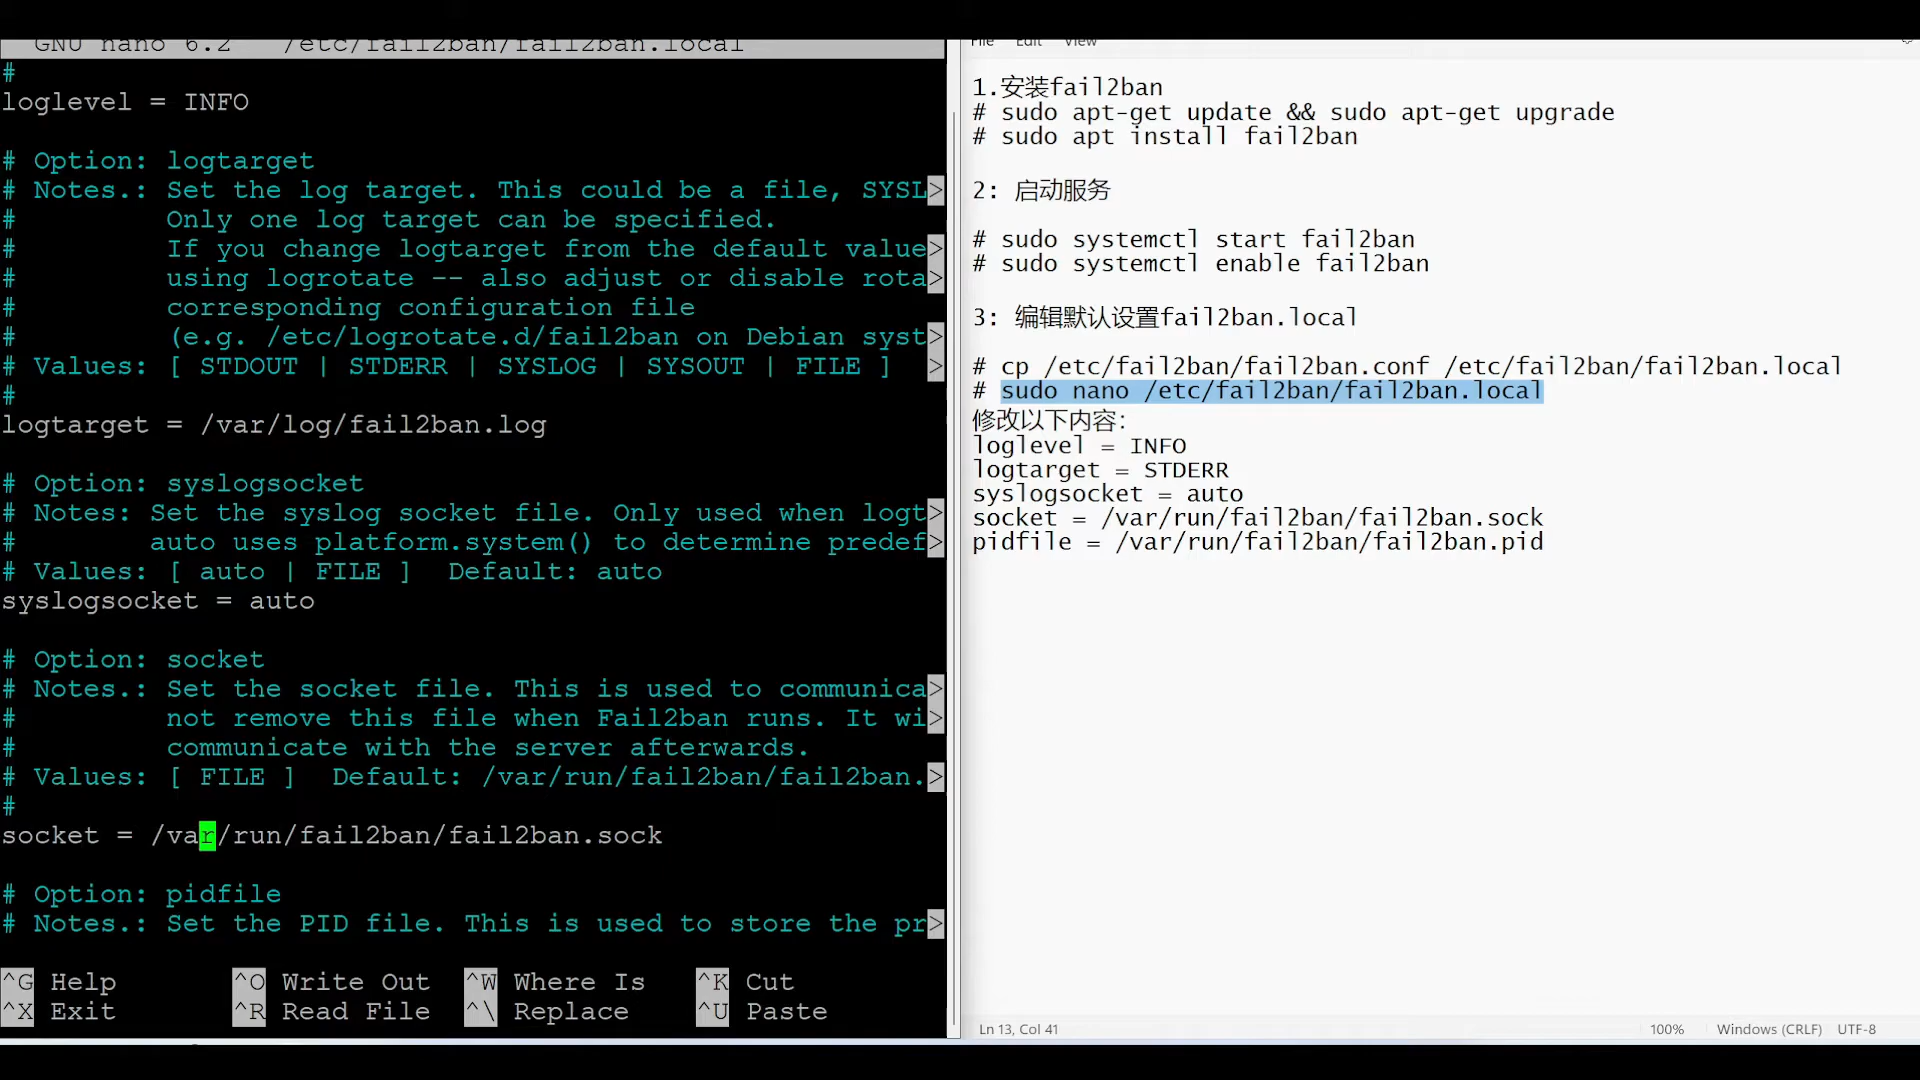 GNU nano 6.2   /etc/fail2ban/fail2ban.local
#
loglevel = INFO
# Option: logtarget
# Notes.: Set the log target. This could be a file, SYSL>
#         Only one log target can be specified.
#         If you change logtarget from the default value>
#         using logrotate -- also adjust or disable rota>
#         corresponding configuration file
#         (e.g. /etc/logrotate.d/fail2ban on Debian syst>
# Values: [ STDOUT | STDERR | SYSLOG | SYSOUT | FILE ]  >
#
logtarget = /var/log/fail2ban.log
# Option: syslogsocket
# Notes: Set the syslog socket file. Only used when logt>
#        auto uses platform.system() to determine predef>
# Values: [ auto | FILE ]  Default: auto
syslogsocket = auto
# Option: socket
# Notes.: Set the socket file. This is used to communica>
#         not remove this file when Fail2ban runs. It wi>
#         communicate with the server afterwards.
# Values: [ FILE ]  Default: /var/run/fail2ban/fail2ban.>
#
socket = /var/run/fail2ban/fail2ban.sock
# Option: pidfile
# Notes.: Set the PID file. This is used to store the pr>
^G Help   ^O Write Out   ^W Where Is   ^K Cut
^X Exit   ^R Read File   ^\ Replace   ^U Paste
File Edit View
1.安装fail2ban
# sudo apt-get update && sudo apt-get upgrade
# sudo apt install fail2ban
2: 启动服务
# sudo systemctl start fail2ban
# sudo systemctl enable fail2ban
3: 编辑默认设置fail2ban.local
# cp /etc/fail2ban/fail2ban.conf /etc/fail2ban/fail2ban.local
# sudo nano /etc/fail2ban/fail2ban.local
修改以下内容:
loglevel = INFO
logtarget = STDERR
syslogsocket = auto
socket = /var/run/fail2ban/fail2ban.sock
pidfile = /var/run/fail2ban/fail2ban.pid
Ln 13, Col 41   100%   Windows (CRLF)   UTF-8